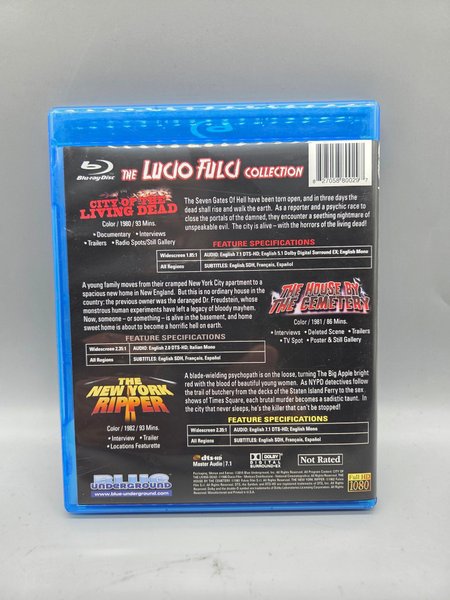 Blu-ray Disc
THE LUCIO FULCI COLLECTION
8 27058 80029 7
CITY OF THE
LIVING DEAD
Color / 1980 / 93 Mins.
• Documentary • Interviews
• Trailers • Radio Spots/Still Gallery
The Seven Gates Of Hell have been torn open, and in three days the
dead shall rise and walk the earth. As a reporter and a psychic race to
close the portals of the damned, they encounter a seething nightmare of
unspeakable evil. The city is alive – with the horrors of the living dead!
FEATURE SPECIFICATIONS
Widescreen 1.85:1 AUDIO: English 7.1 DTS-HD; English 5.1 Dolby Digital Surround EX; English Mono
All Regions SUBTITLES: English SDH, Français, Español
A young family moves from their cramped New York City apartment to a
spacious new home in New England. But this is no ordinary house in the
country: the previous owner was the deranged Dr. Freudstein, whose
monstrous human experiments have left a legacy of bloody mayhem.
Now, someone – or something – is alive in the basement, and home
sweet home is about to become a horrific hell on earth.
THE HOUSE BY
THE CEMETERY
Color / 1981 / 86 Mins.
• Interviews • Deleted Scene • Trailers
• TV Spot • Poster & Still Gallery
FEATURE SPECIFICATIONS
Widescreen 2.35:1 AUDIO: English 2.0 DTS-HD; Italian Mono
All Regions SUBTITLES: English SDH, Français, Español
THE
NEW YORK
RIPPER
Color / 1982 / 93 Mins.
• Interview • Trailer
• Locations Featurette
A blade-wielding psychopath is on the loose, turning The Big Apple bright
red with the blood of beautiful young women. As NYPD detectives follow
the trail of butchery from the decks of the Staten Island Ferry to the sex
shows of Times Square, each brutal murder becomes a sadistic taunt. In
the city that never sleeps, he's the killer that can't be stopped!
FEATURE SPECIFICATIONS
Widescreen 2.35:1 AUDIO: English 7.1 DTS-HD; English 5.1 Dolby Digital Surround EX; English Mono
All Regions SUBTITLES: English SDH, Français, Español
BLUE
UNDERGROUND
www.blue-underground.com
dts-HD
Master Audio | 7.1
DOLBY
DIGITAL
SURROUND·EX
Not Rated
Full HD
1080